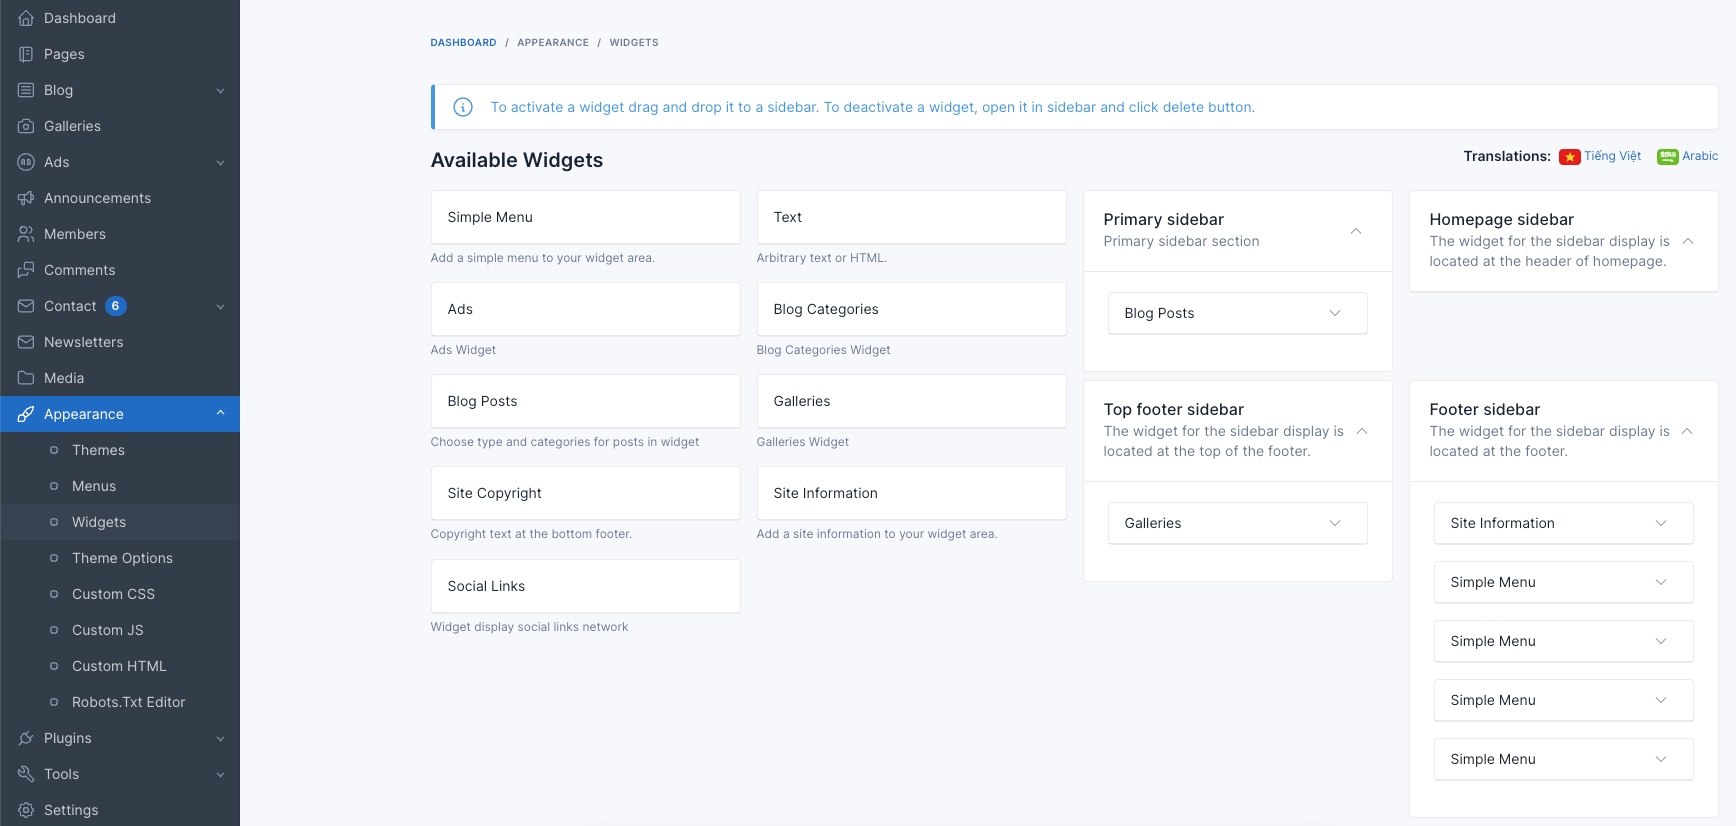 Dashboard
Pages
Blog
Galleries
Ads
Announcements
Members
Comments
Contact 6
Newsletters
Media
Appearance
Themes
Menus
Widgets
Theme Options
Custom CSS
Custom JS
Custom HTML
Robots.Txt Editor
Plugins
Tools
Settings
DASHBOARD / APPEARANCE / WIDGETS
To activate a widget drag and drop it to a sidebar. To deactivate a widget, open it in sidebar and click delete button.
Available Widgets
Translations: Tiếng Việt Arabic
Simple Menu
Add a simple menu to your widget area.
Text
Arbitrary text or HTML.
Ads
Ads Widget
Blog Categories
Blog Categories Widget
Blog Posts
Choose type and categories for posts in widget
Galleries
Galleries Widget
Site Copyright
Copyright text at the bottom footer.
Site Information
Add a site information to your widget area.
Social Links
Widget display social links network
Primary sidebar
Primary sidebar section
Blog Posts
Homepage sidebar
The widget for the sidebar display is
located at the header of homepage.
Top footer sidebar
The widget for the sidebar display is
located at the top of the footer.
Galleries
Footer sidebar
The widget for the sidebar display is
located at the footer.
Site Information
Simple Menu
Simple Menu
Simple Menu
Simple Menu